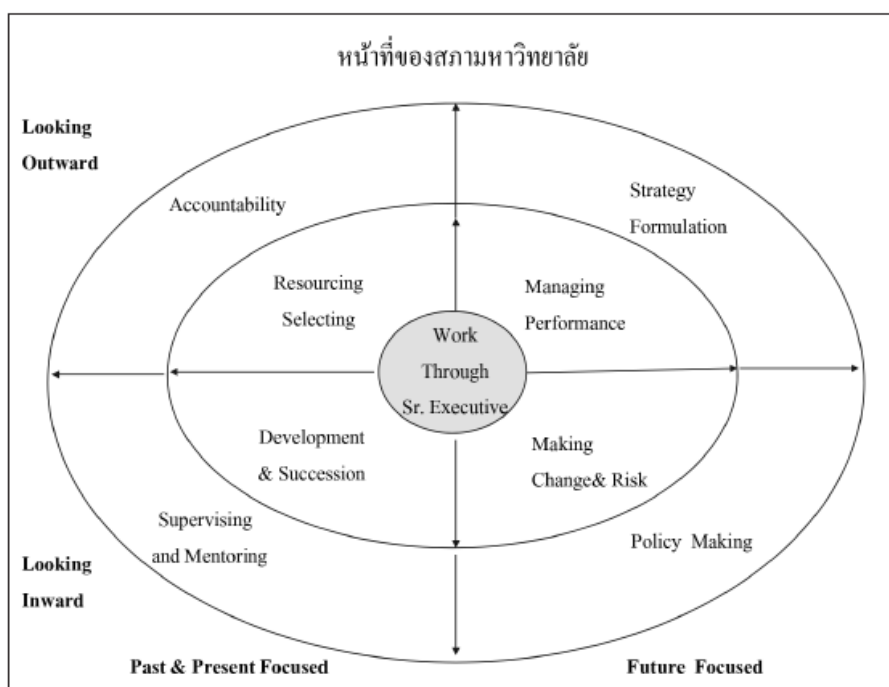 หน้าที่ของสภามหาวิทยาลัย
Looking
Outward
Accountability
Strategy
Formulation
Resourcing
Selecting
Managing
Performance
Work
Through
Sr. Executive
Development
& Succession
Making
Change& Risk
Supervising
and Mentoring
Policy Making
Looking
Inward
Past & Present Focused
Future Focused